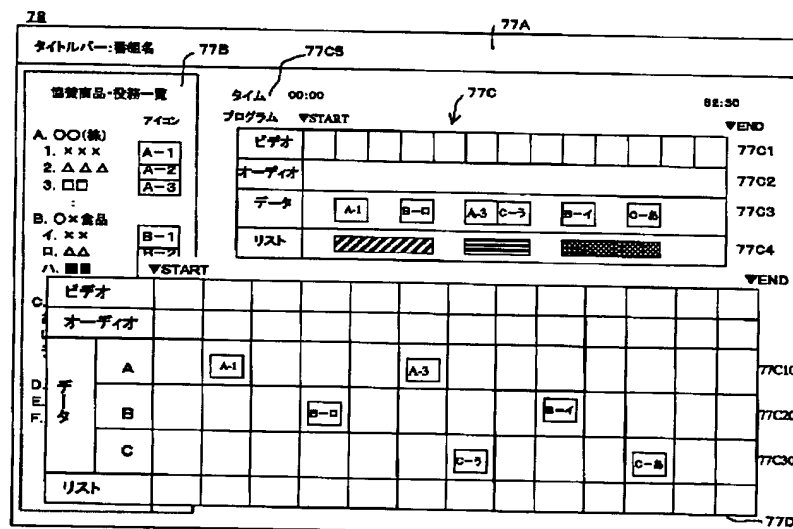 78
77A
タイトルバー:番組名
77B
77CS
77C
協賛商品・役務一覧
アイコン
A. ○○(株)
1. ×××
A-1
2. △△△
A-2
3. □□
A-3
:
B. ○×食品
イ. ××
B-1
ロ. △△
ハ. ■■
C.
D.
E
F.
タイム 00:00
82:30
プログラム ▼START
▼END
ビデオ
77C1
オーディオ
77C2
データ A-1 B-ロ A-3 C-う B-イ C-あ
77C3
リスト
77C4
▼START
▼END
ビデオ
オーディオ
データ
A A-1 A-3
77C10
B B-ロ B-イ
77C20
C C-う C-あ
77C30
リスト
77D